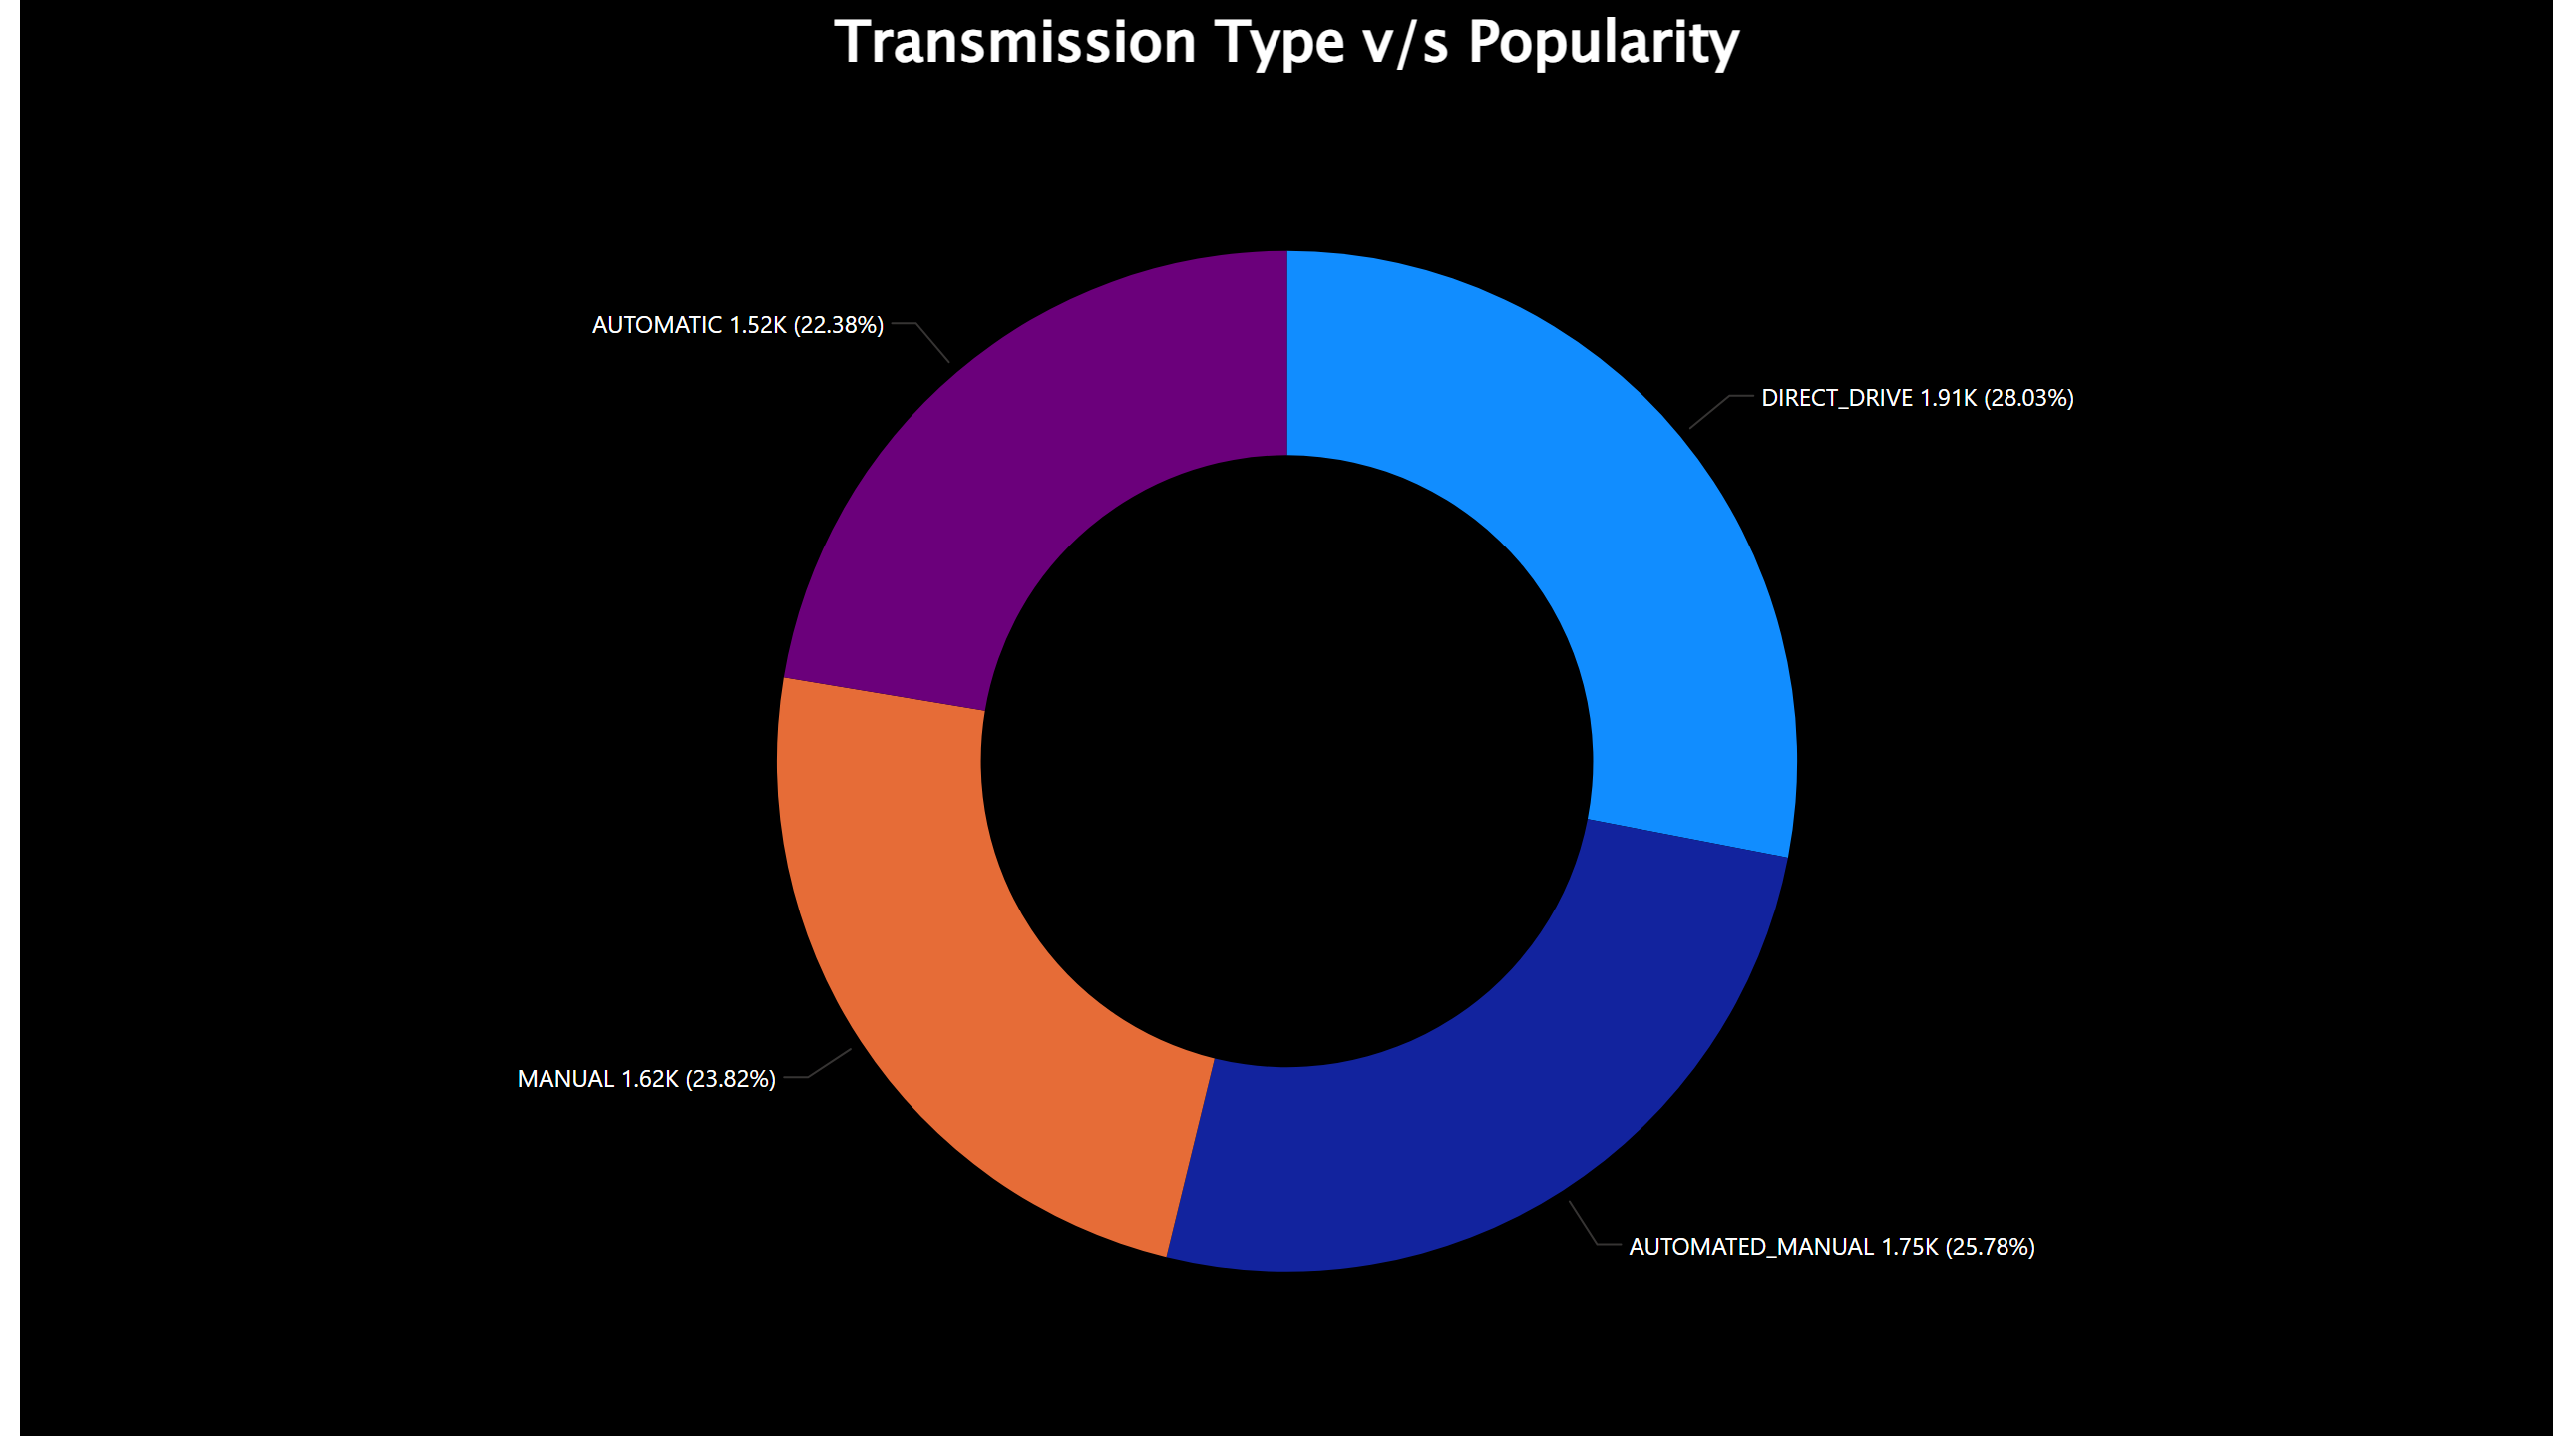 Transmission Type v/s Popularity
AUTOMATIC 1.52K (22.38%)
DIRECT_DRIVE 1.91K (28.03%)
MANUAL 1.62K (23.82%)
AUTOMATED_MANUAL 1.75K (25.78%)